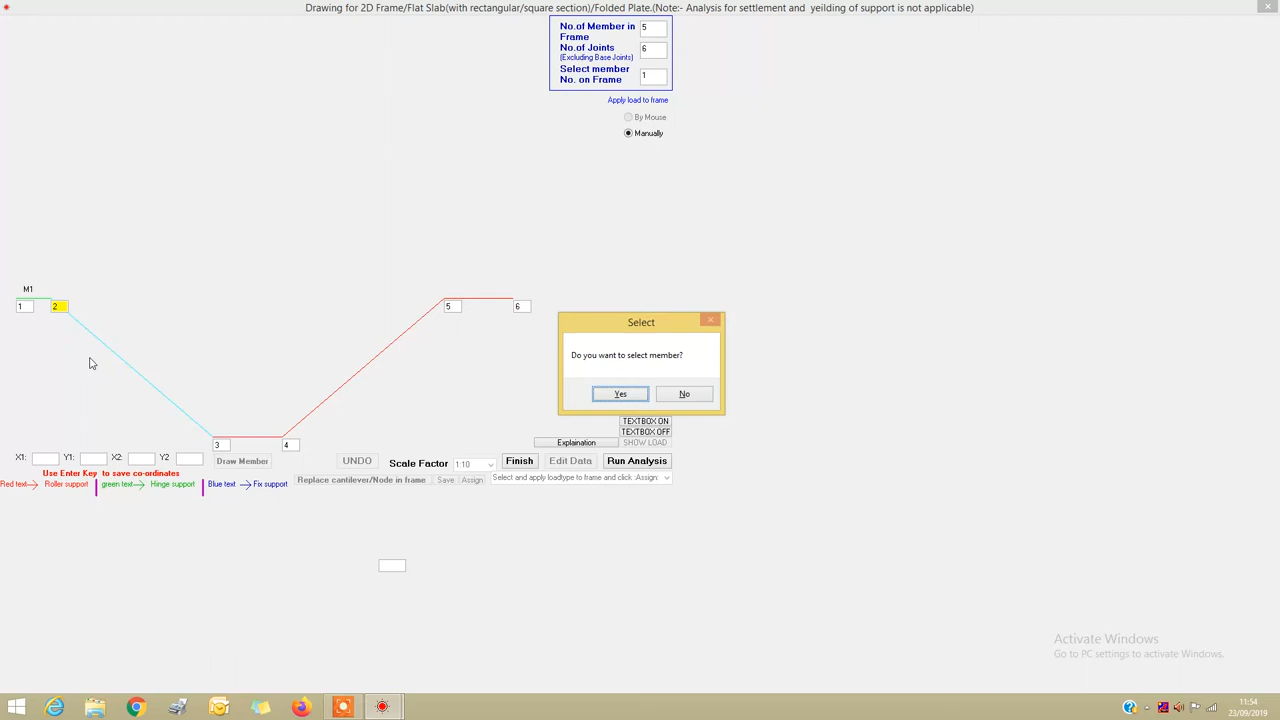 Drawing for 2D Frame/Flat Slab(with rectangular/square section)/Folded Plate.(Note:- Analysis for settlement and yeilding of support is not applicable)
No.of Member in Frame 5
No.of Joints 6
(Excluding Base Joints)
Select member No. on Frame 1
Apply load to frame
By Mouse
Manually
M1
1 2 5 6
Select
Do you want to select member?
Yes No
TEXTBOX ON
TEXTBOX OFF
3 4
Explaination SHOW LOAD
X1: Y1: X2: Y2 Draw Member UNDO Scale Factor 1:10 Finish Edit Data Run Analysis
Use Enter Key to save co-ordinates
Replace cantilever/Node in frame Save Assign Select and apply loadtype to frame and click :Assign:
Red text Roller support green text Hinge support Blue text Fix support
Activate Windows
Go to PC settings to activate Windows.
11:54
23/09/2019